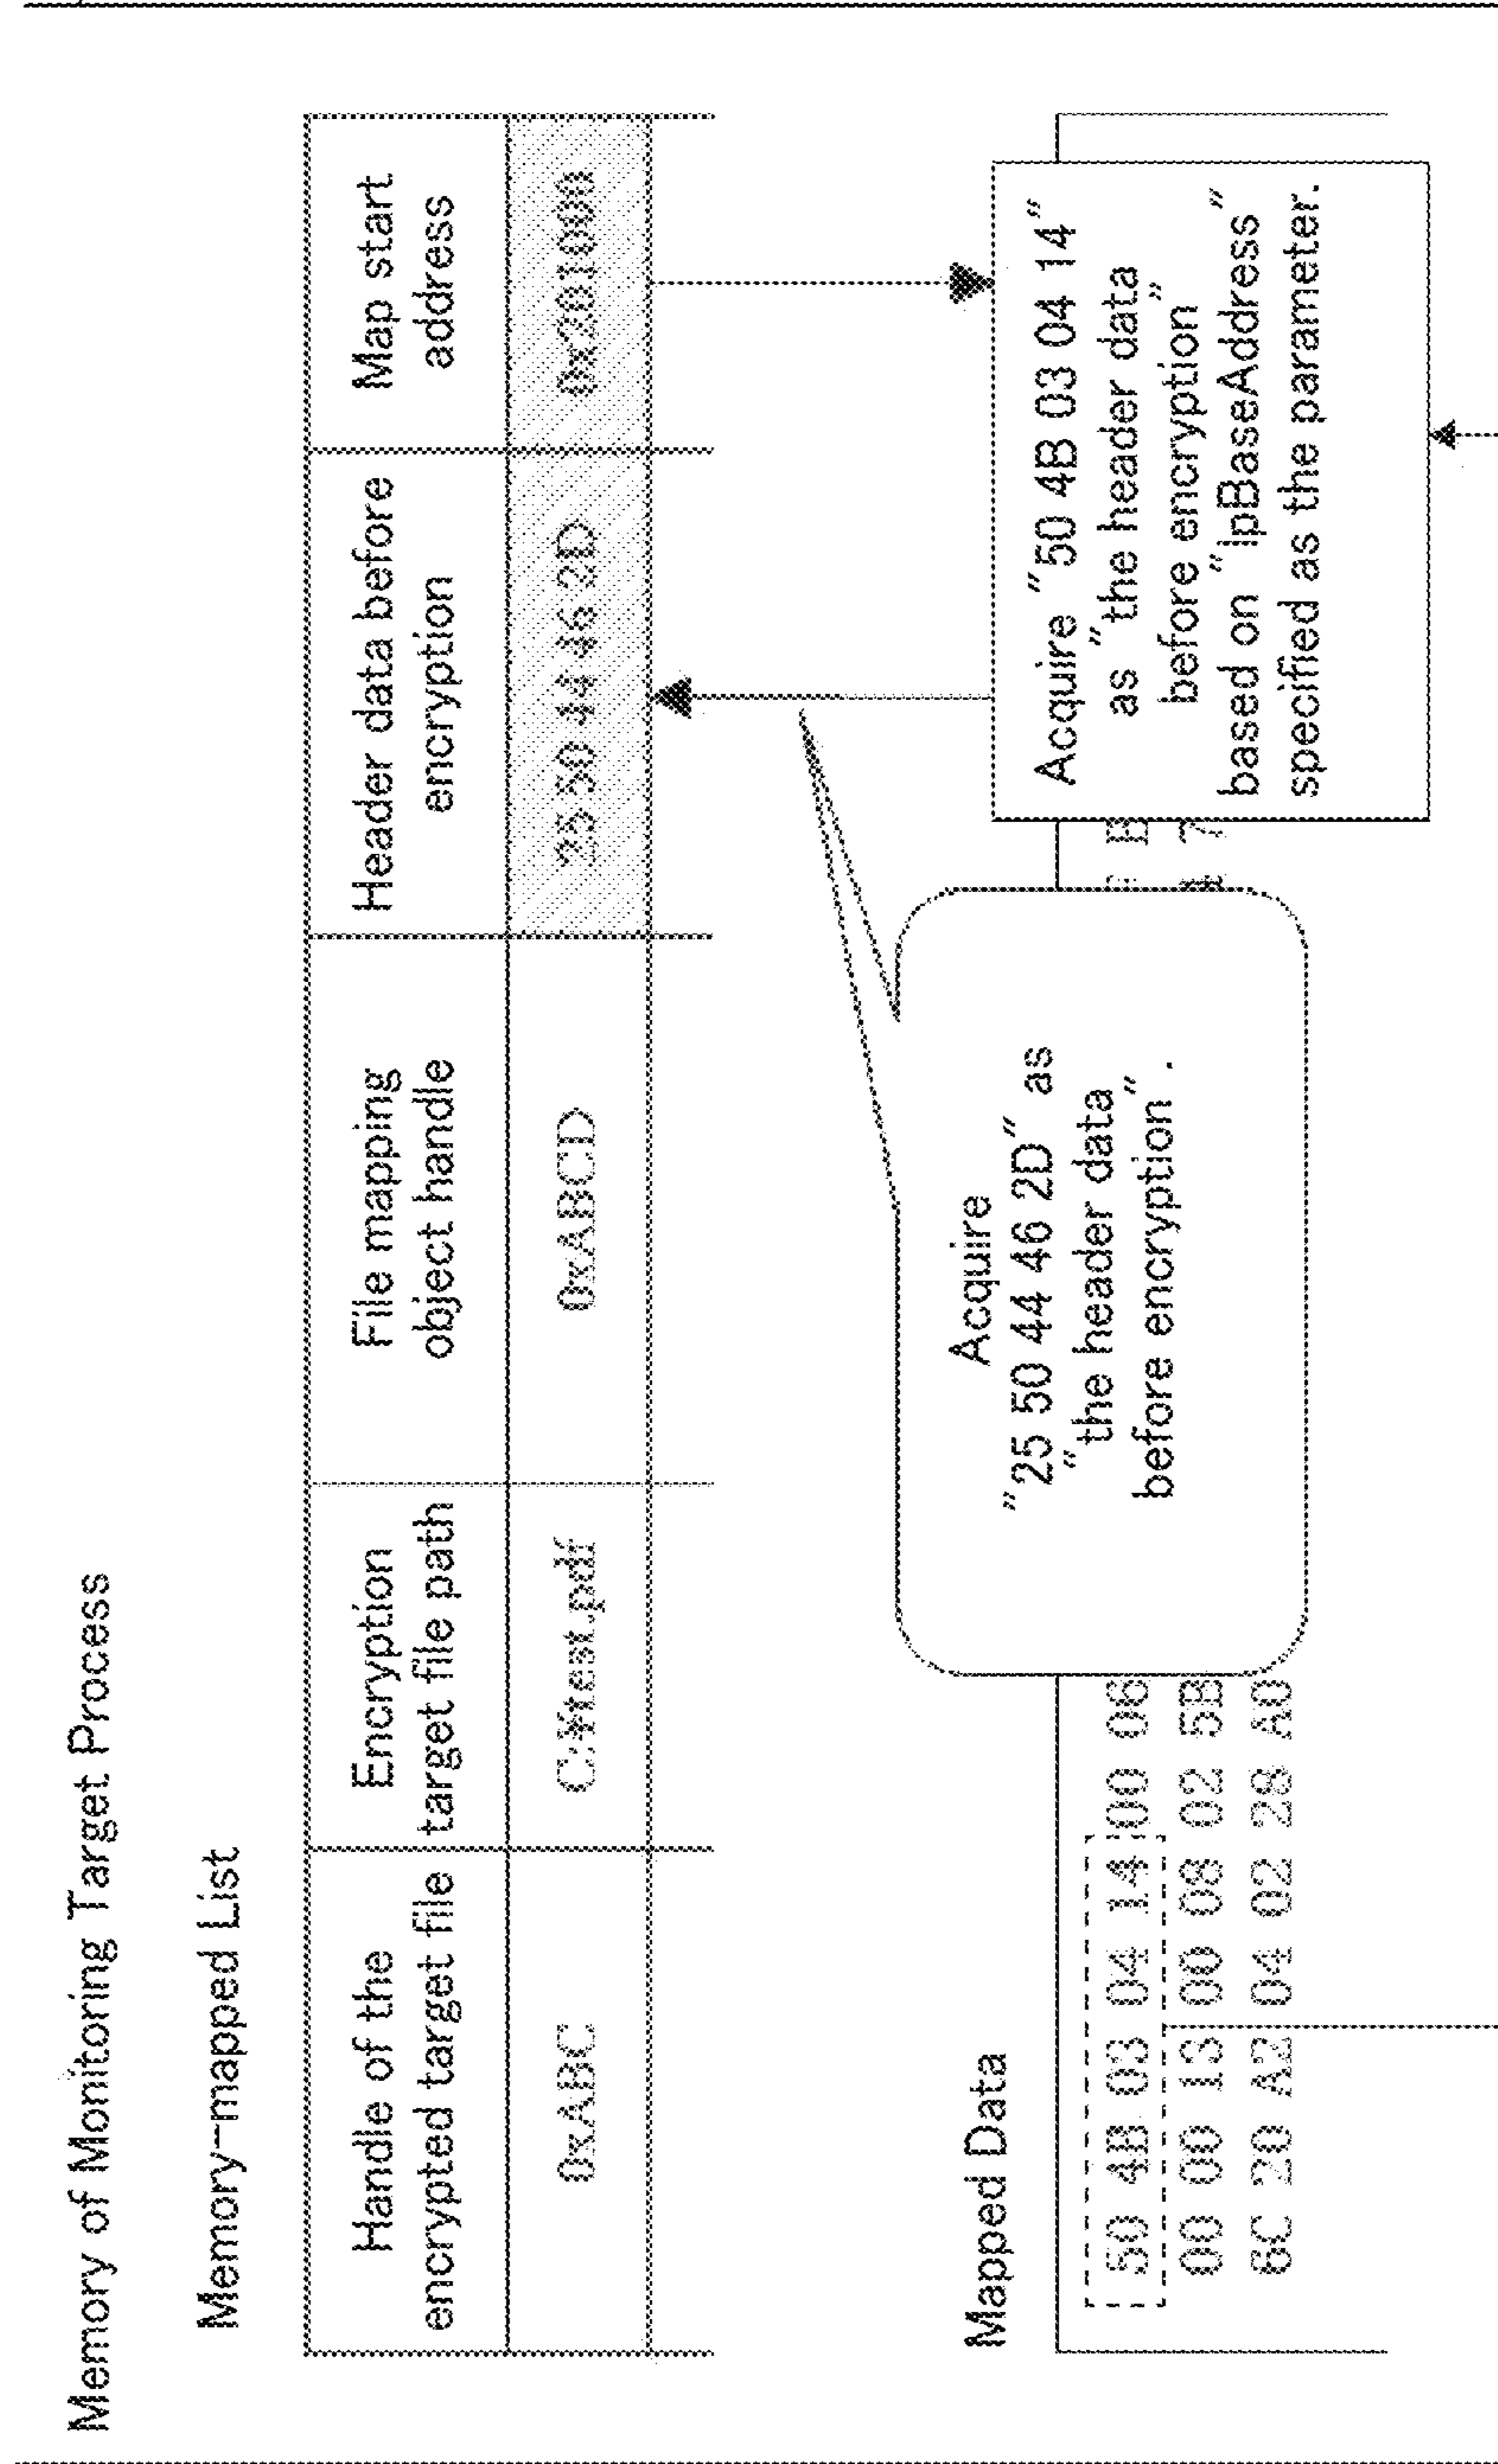 Memory of Monitoring Target Process
Memory-mapped List
Handle of the
encrypted target file
Encryption
target file path
File mapping
object handle
Header data before
encryption
Map start
address
0xABC
C:¥test.pdf
0xABCD
25 50 44 46 2D
0x201000
Mapped Data
50 4B 03 04 14 00 06
00 00 13 00 08 02 5B
6C 20 A2 04 02 28 A0
Acquire
"25 50 44 46 2D" as
"the header data
before encryption".
Acquire "50 4B 03 04 14"
as "the header data
before encryption"
based on "lpBaseAddress"
specified as the parameter.